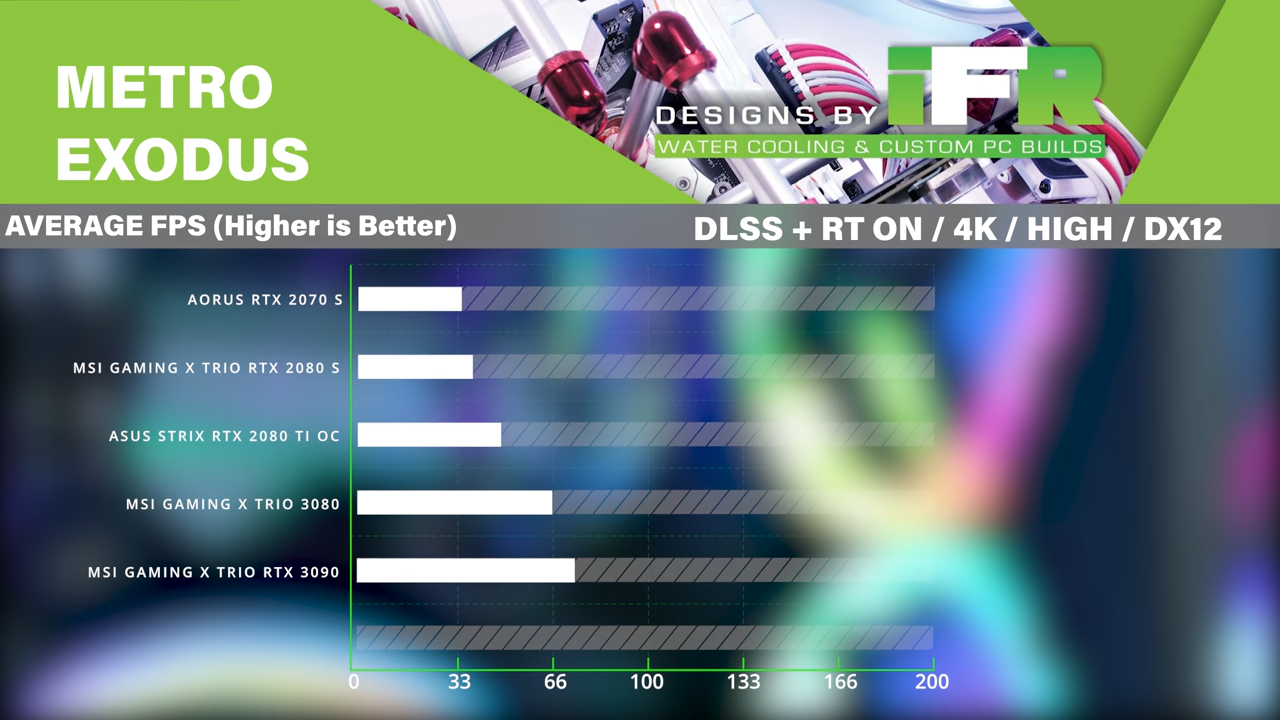 METRO
EXODUS
DESIGNS BY iFR
WATER COOLING & CUSTOM PC BUILDS
AVERAGE FPS (Higher is Better)
DLSS + RT ON / 4K / HIGH / DX12
AORUS RTX 2070 S
MSI GAMING X TRIO RTX 2080 S
ASUS STRIX RTX 2080 TI OC
MSI GAMING X TRIO 3080
MSI GAMING X TRIO RTX 3090
0 33 66 100 133 166 200